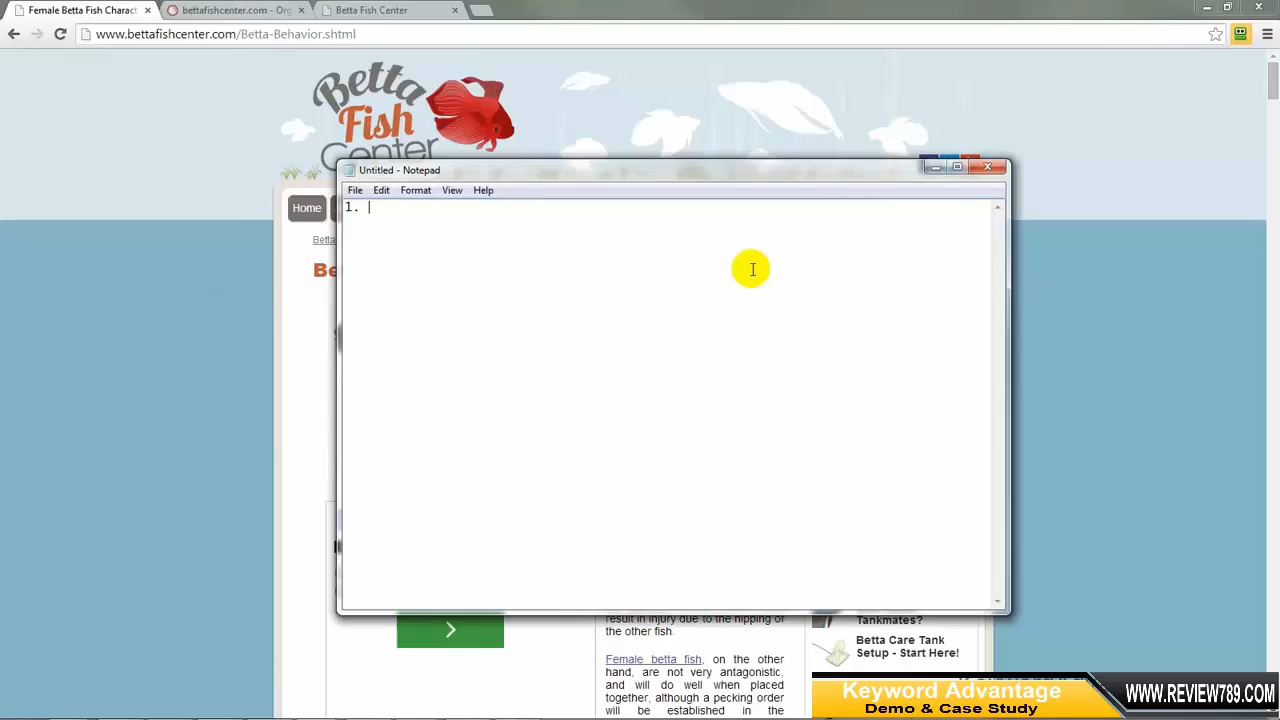 Female Betta Fish Charact
bettafishcenter.com - Org
Betta Fish Center
www.bettafishcenter.com/Betta-Behavior.shtml
Betta
Fish
Center
Untitled - Notepad
File Edit Format View Help
1.
Home
Betta
Be
result in injury due to the nipping of
the other fish.
Female betta fish, on the other
hand, are not very antagonistic,
and will do well when placed
together, although a pecking order
will be established in the
Tankmates?
Betta Care Tank
Setup - Start Here!
Keyword Advantage
Demo & Case Study
WWW.REVIEW789.COM